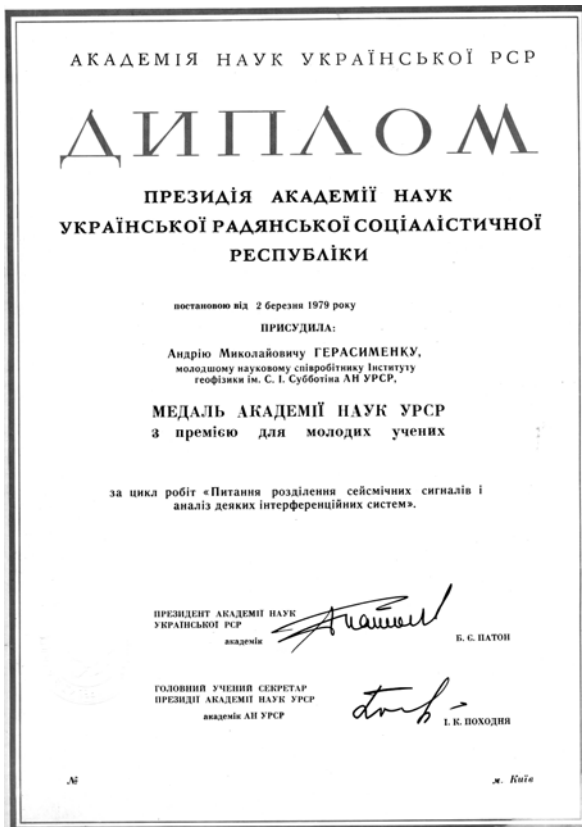 АКАДЕМІЯ НАУК УКРАЇНСЬКОЇ РСР
ДИПЛОМ
ПРЕЗИДІЯ АКАДЕМІЇ НАУК
УКРАЇНСЬКОЇ РАДЯНСЬКОЇ СОЦІАЛІСТИЧНОЇ
РЕСПУБЛІКИ
постановою від 2 березня 1979 року
ПРИСУДИЛА:
Андрію Миколайовичу ГЕРАСИМЕНКУ,
молодшому науковому співробітнику Інституту
геофізики ім. С. І. Субботіна АН УРСР,
МЕДАЛЬ АКАДЕМІЇ НАУК УРСР
з премією для молодих учених
за цикл робіт «Питання розділення сейсмічних сигналів і
аналіз деяких інтерференційних систем».
ПРЕЗИДЕНТ АКАДЕМІЇ НАУК
УКРАЇНСЬКОЇ РСР
академік
Б. Є. ПАТОН
ГОЛОВНИЙ УЧЕНИЙ СЕКРЕТАР
ПРЕЗИДІЇ АКАДЕМІЇ НАУК УРСР
академік АН УРСР
І. К. ПОХОДНЯ
№
м. Київ